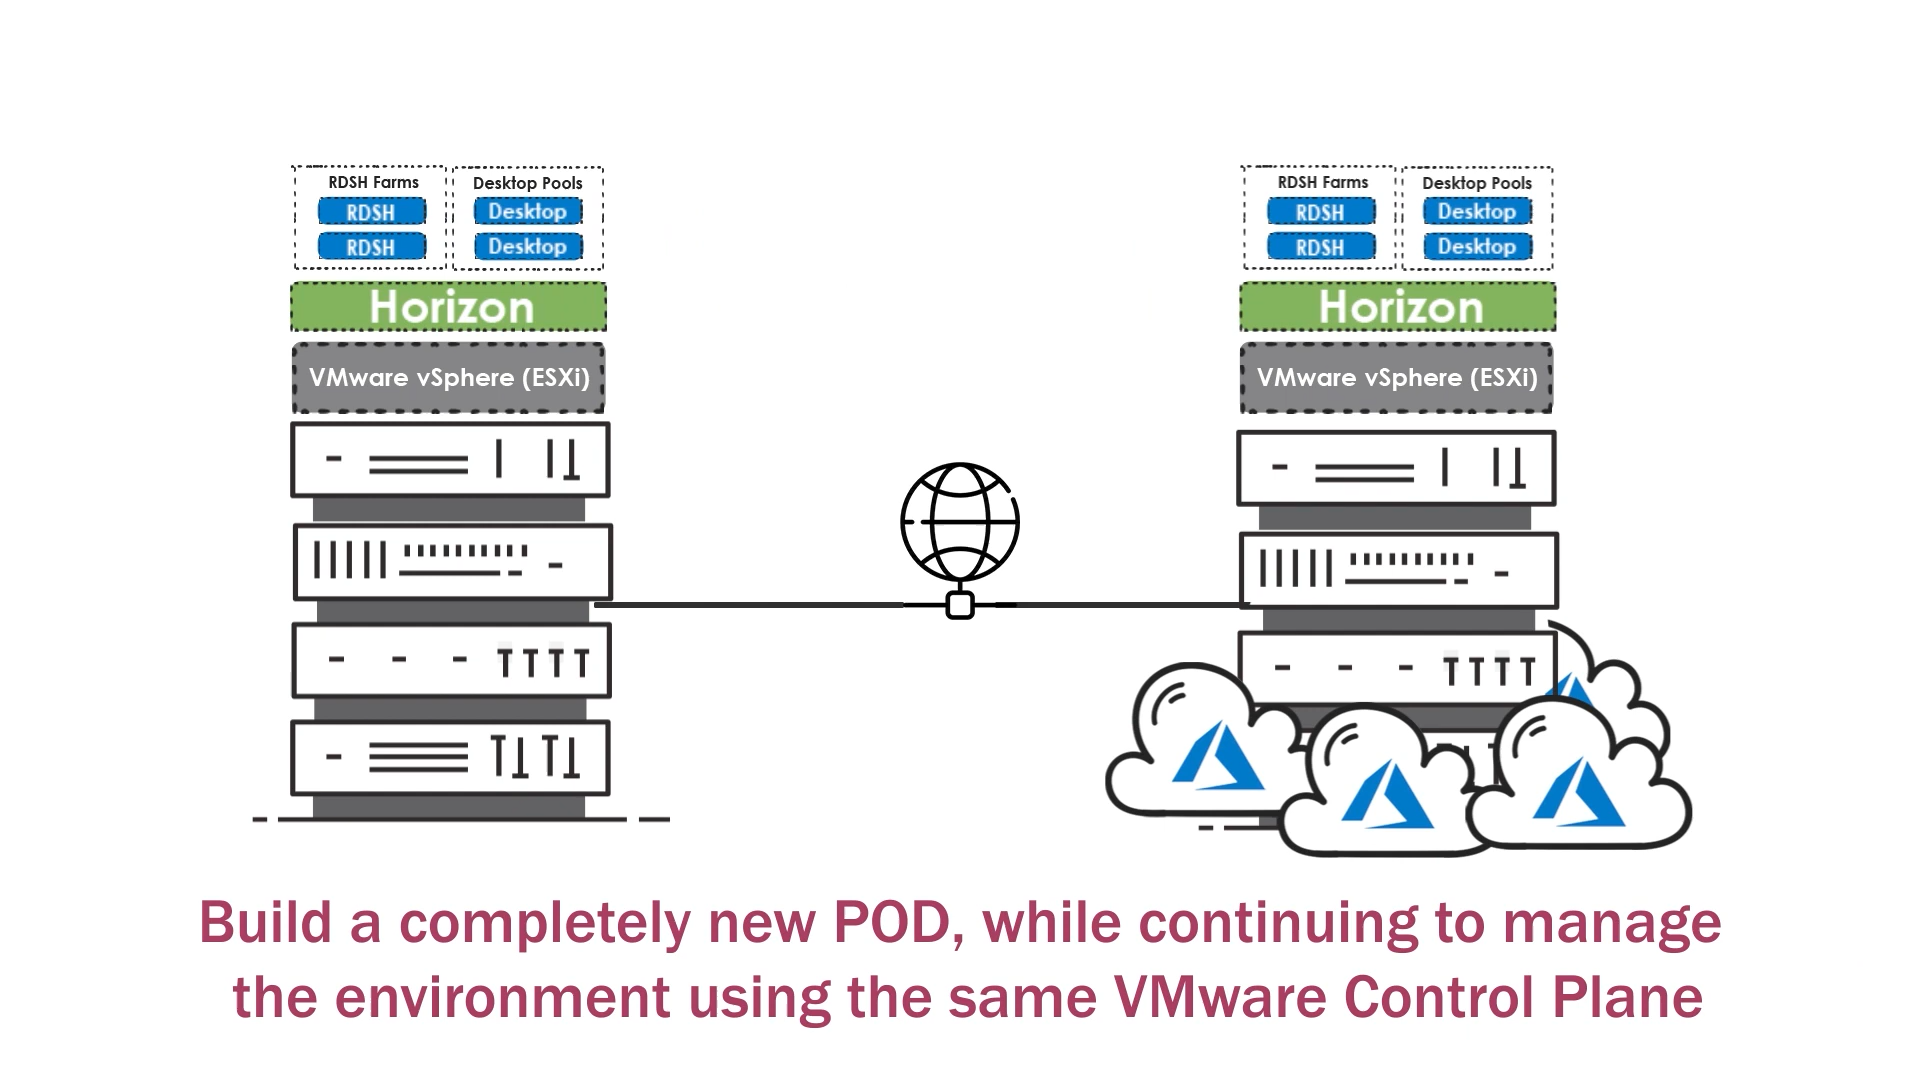 RDSH Farms
RDSH
RDSH
Desktop Pools
Desktop
Desktop
Horizon
VMware vSphere (ESXi)
RDSH Farms
RDSH
RDSH
Desktop Pools
Desktop
Desktop
Horizon
VMware vSphere (ESXi)
Build a completely new POD, while continuing to manage
the environment using the same VMware Control Plane